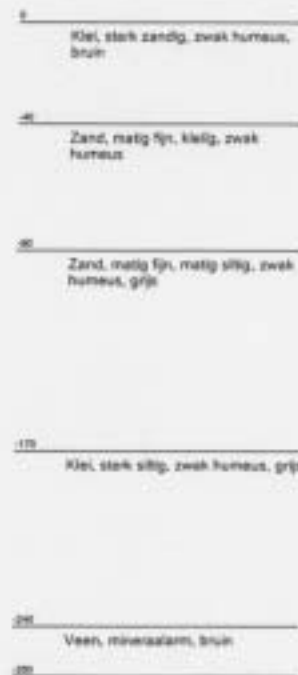 0
Klei, sterk zandig, zwak humeus,
bruin
-40
Zand, matig fijn, kleiig, zwak
humeus
-90
Zand, matig fijn, matig siltig, zwak
humeus, grijs
-170
Klei, sterk siltig, zwak humeus, grijs
-240
Veen, mineraalarm, bruin